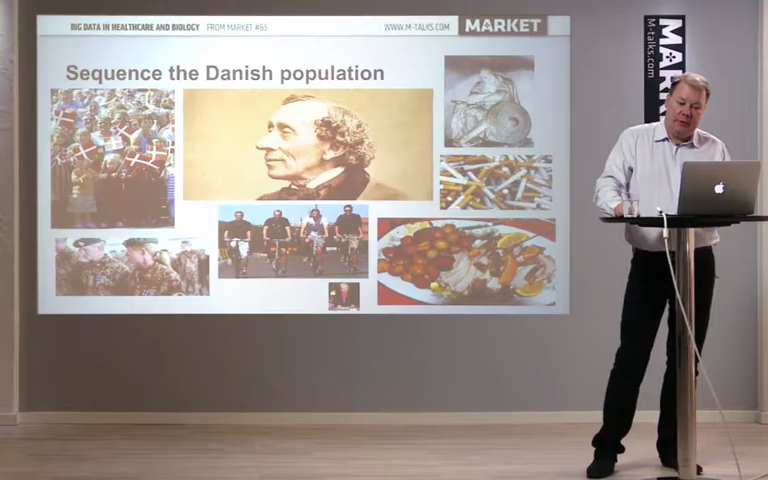 BIG DATA IN HEALTHCARE AND BIOLOGY FROM MARKET #65 WWW.M-TALKS.COM MARKET
Sequence the Danish population
MARK
M-talks.com